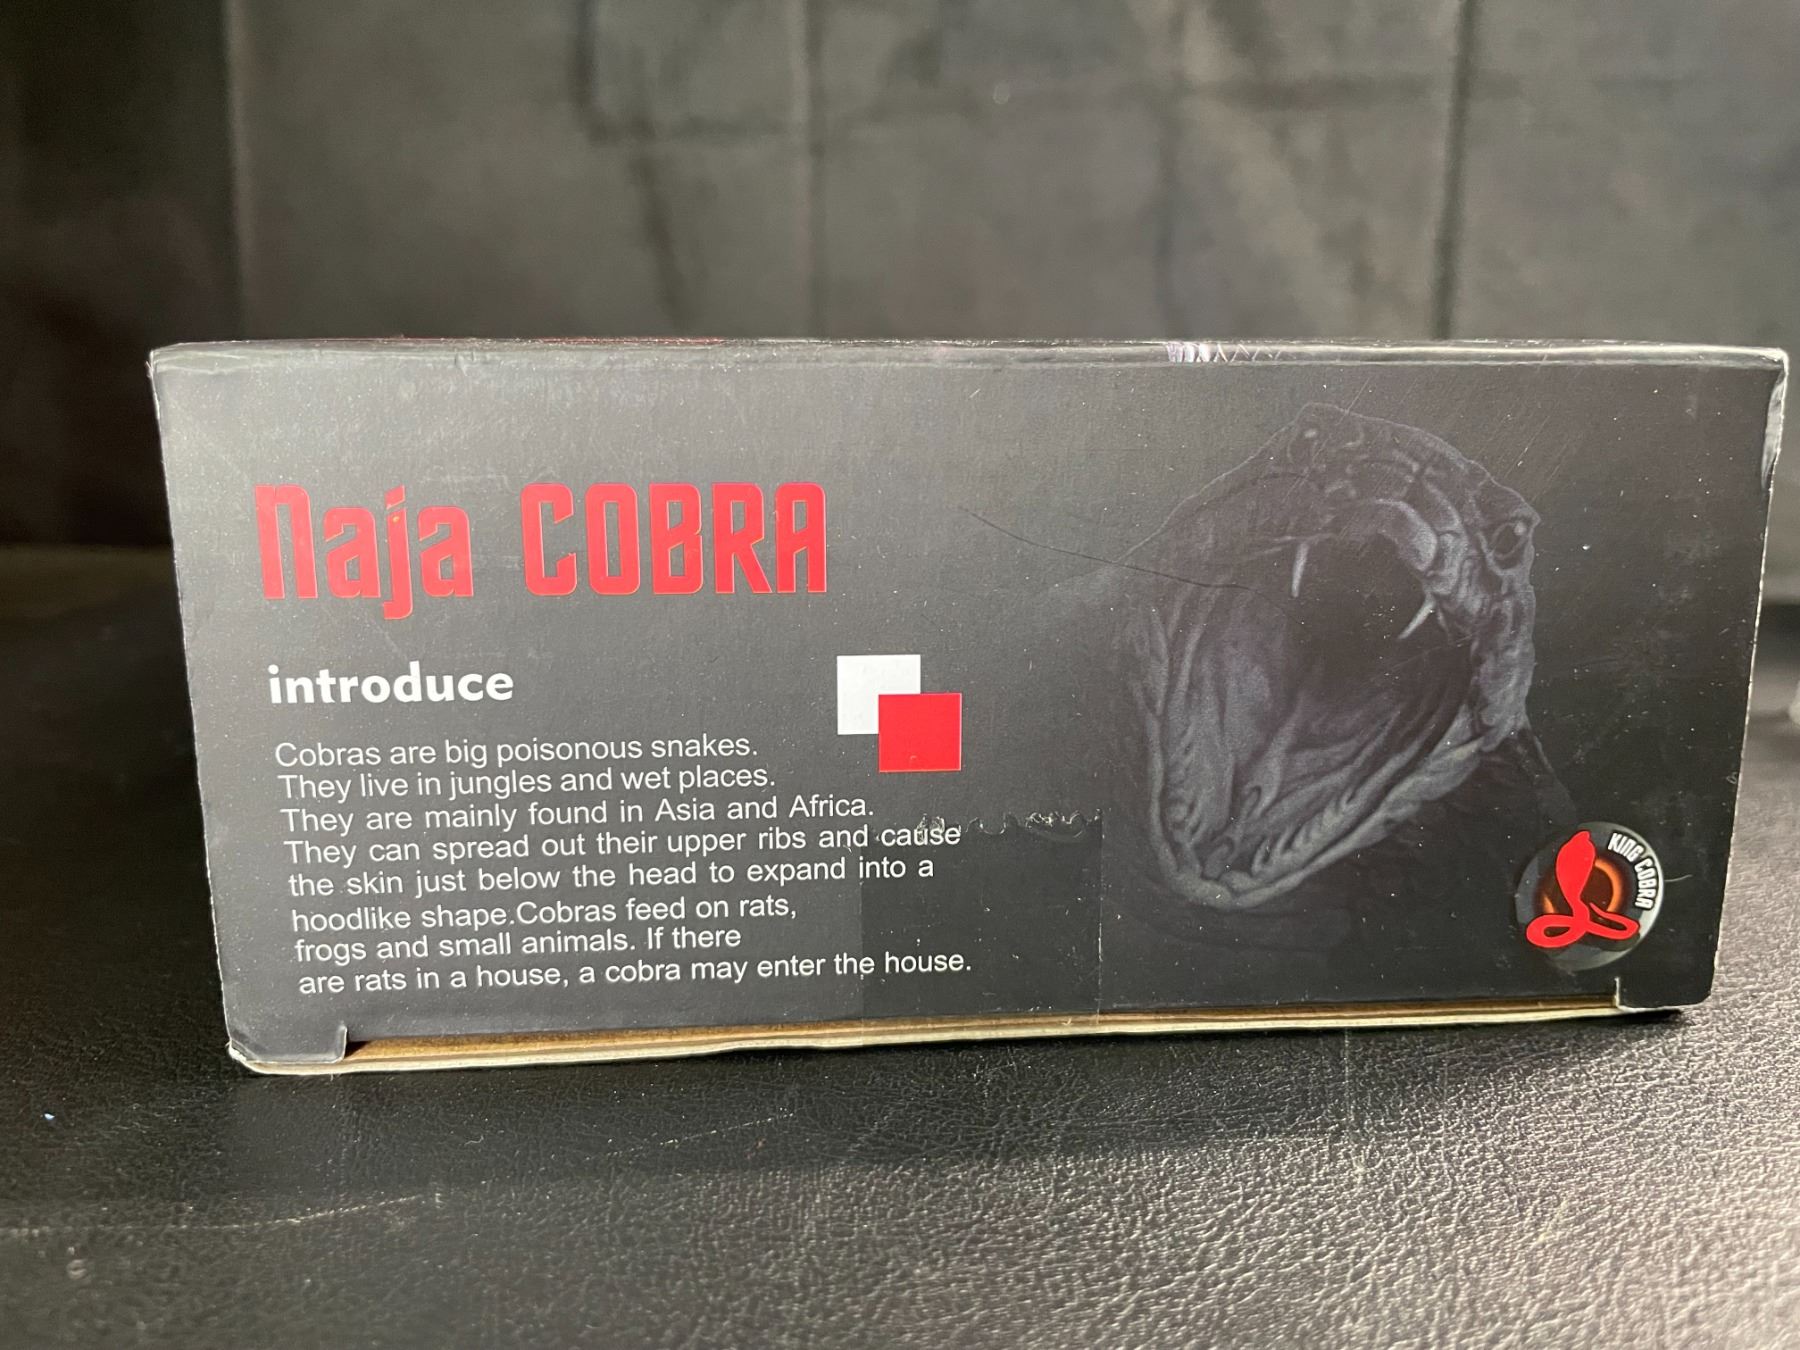 Naja COBRA
introduce
Cobras are big poisonous snakes.
They live in jungles and wet places.
They are mainly found in Asia and Africa.
They can spread out their upper ribs and cause
the skin just below the head to expand into a
hoodlike shape.Cobras feed on rats,
frogs and small animals. If there
are rats in a house, a cobra may enter the house.
KING COBRA